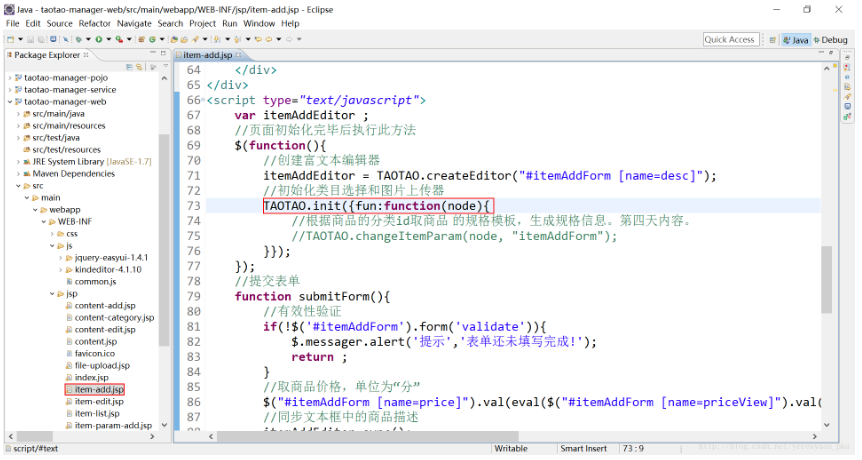 Java - taotao-manager-web/src/main/webapp/WEB-INF/jsp/item-add.jsp - Eclipse
File Edit Source Refactor Navigate Search Project Run Window Help
Quick Access
Java
Debug
Package Explorer
taotao-manager-pojo
taotao-manager-service
taotao-manager-web
src/main/java
src/main/resources
src/test/java
src/test/resources
JRE System Library [JavaSE-1.7]
Maven Dependencies
src
main
webapp
WEB-INF
css
js
jquery-easyui-1.4.1
kindeditor-4.1.10
common.js
jsp
content-add.jsp
content-category.jsp
content-edit.jsp
content.jsp
favicon.ico
file-upload.jsp
index.jsp
item-add.jsp
item-edit.jsp
item-list.jsp
item-param-add.jsp
item-add.jsp
64 </div>
65 </div>
66 <script type="text/javascript">
67 var itemAddEditor ;
68 //页面初始化完毕后执行此方法
69 $(function(){
70 //创建富文本编辑器
71 itemAddEditor = TAOTAO.createEditor("#itemAddForm [name=desc]");
72 //初始化类目选择和图片上传器
73 TAOTAO.init({fun:function(node){
74 //根据商品的分类id取商品 的规格模板，生成规格信息。第四天内容。
75 //TAOTAO.changeItemParam(node, "itemAddForm");
76 }});
77 });
78 //提交表单
79 function submitForm(){
80 //有效性验证
81 if(!$('#itemAddForm').form('validate')){
82 $.messager.alert('提示','表单还未填写完成!');
83 return ;
84 }
85 //取商品价格，单位为“分”
86 $("#itemAddForm [name=price]").val(eval($("#itemAddForm [name=priceView]").val(
87 //同步文本框中的商品描述
itemAddEditor.sync();
script/#text
Writable
Smart Insert
73 : 9